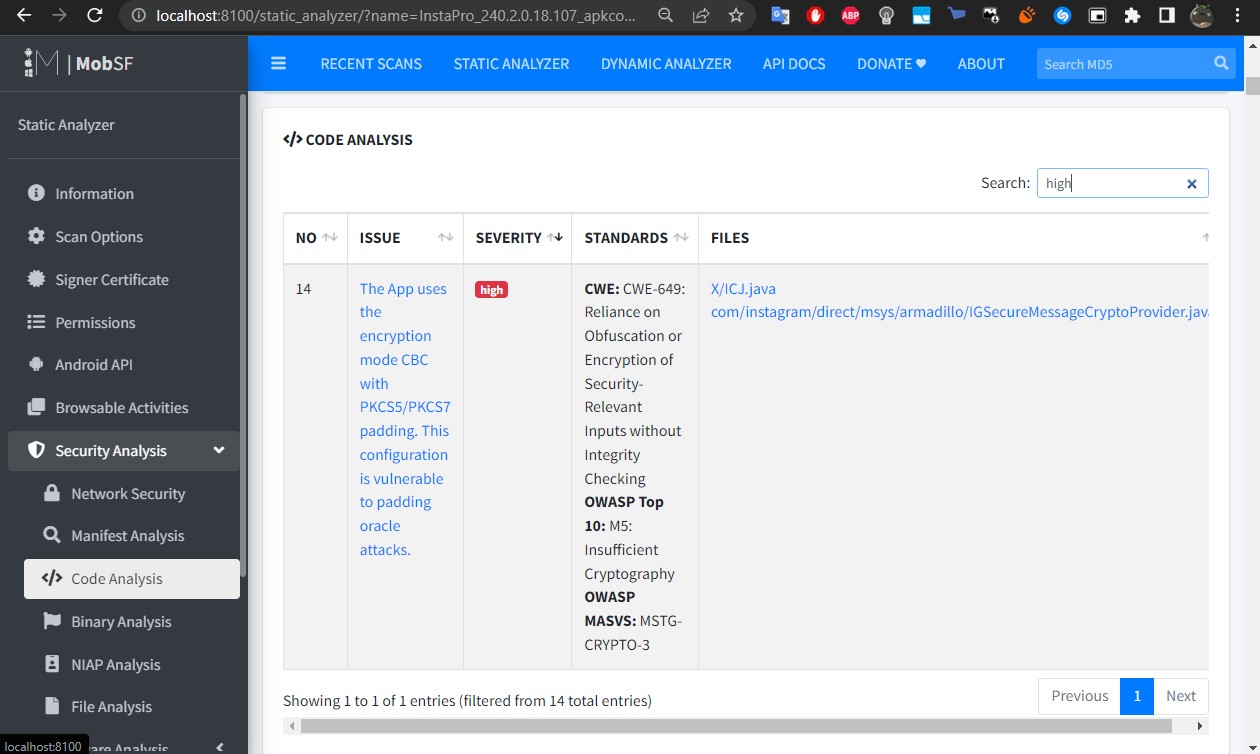 localhost:8100/static_analyzer/?name=InstaPro_240.2.0.18.107_apkco...
| MobSF
RECENT SCANS STATIC ANALYZER DYNAMIC ANALYZER API DOCS DONATE ♥ ABOUT Search MD5
Static Analyzer
Information
Scan Options
Signer Certificate
Permissions
Android API
Browsable Activities
Security Analysis
Network Security
Manifest Analysis
Code Analysis
Binary Analysis
NIAP Analysis
File Analysis
localhost:8100
</> CODE ANALYSIS
Search: high
NO ISSUE SEVERITY STANDARDS FILES
14
The App uses
the
encryption
mode CBC
with
PKCS5/PKCS7
padding. This
configuration
is vulnerable
to padding
oracle
attacks.
high
CWE: CWE-649:
Reliance on
Obfuscation or
Encryption of
Security-
Relevant
Inputs without
Integrity
Checking
OWASP Top
10: M5:
Insufficient
Cryptography
OWASP
MASVS: MSTG-
CRYPTO-3
X/ICJ.java
com/instagram/direct/msys/armadillo/IGSecureMessageCryptoProvider.java
Showing 1 to 1 of 1 entries (filtered from 14 total entries)
Previous 1 Next